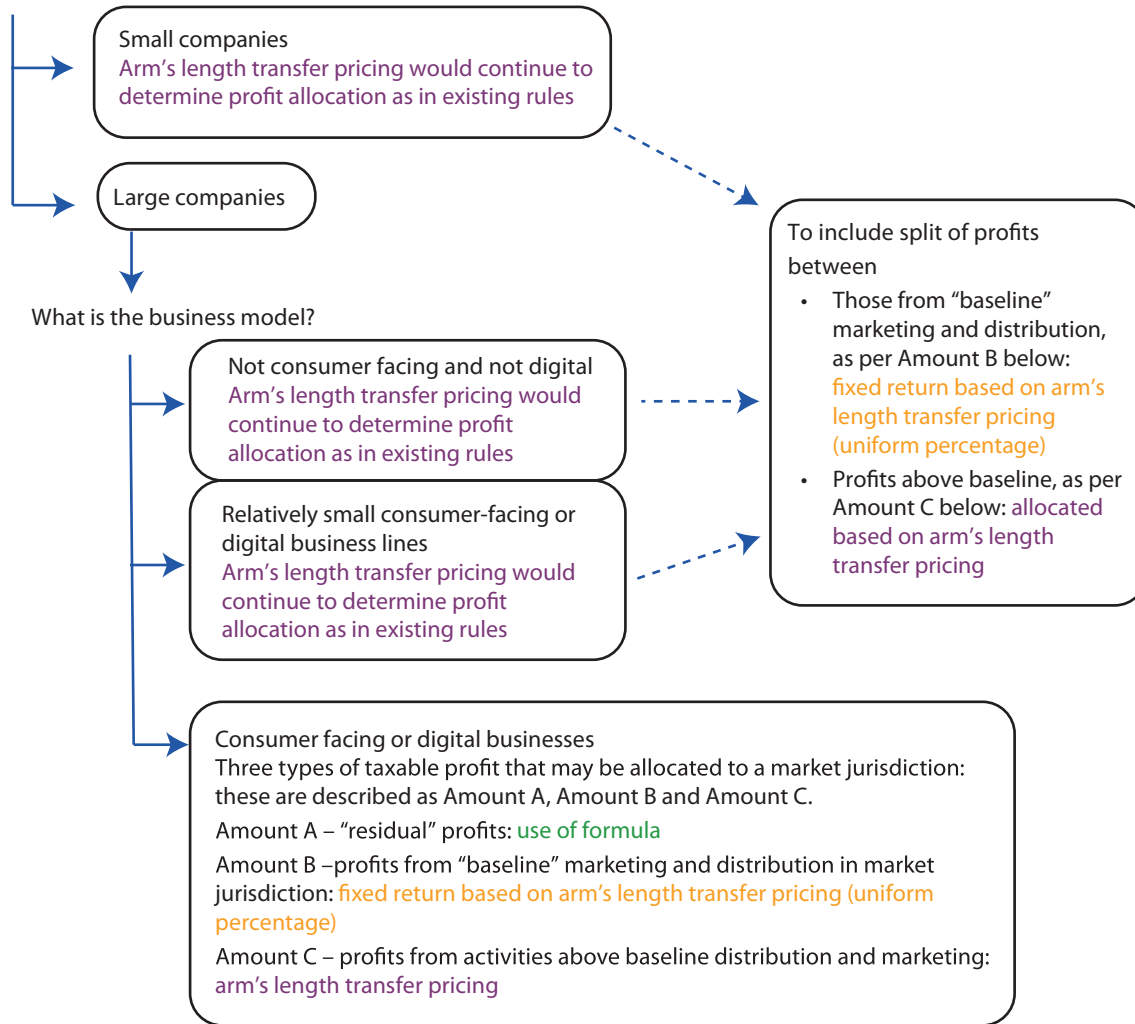 Small companies
Arm's length transfer pricing would continue to
determine profit allocation as in existing rules
Large companies
What is the business model?
Not consumer facing and not digital
Arm's length transfer pricing would
continue to determine profit
allocation as in existing rules
Relatively small consumer-facing or
digital business lines
Arm's length transfer pricing would
continue to determine profit
allocation as in existing rules
To include split of profits
between
• Those from “baseline”
marketing and distribution,
as per Amount B below:
fixed return based on arm's
length transfer pricing
(uniform percentage)
• Profits above baseline, as per
Amount C below: allocated
based on arm's length
transfer pricing
Consumer facing or digital businesses
Three types of taxable profit that may be allocated to a market jurisdiction:
these are described as Amount A, Amount B and Amount C.
Amount A – “residual” profits: use of formula
Amount B –profits from “baseline” marketing and distribution in market
jurisdiction: fixed return based on arm's length transfer pricing (uniform
percentage)
Amount C – profits from activities above baseline distribution and marketing:
arm's length transfer pricing